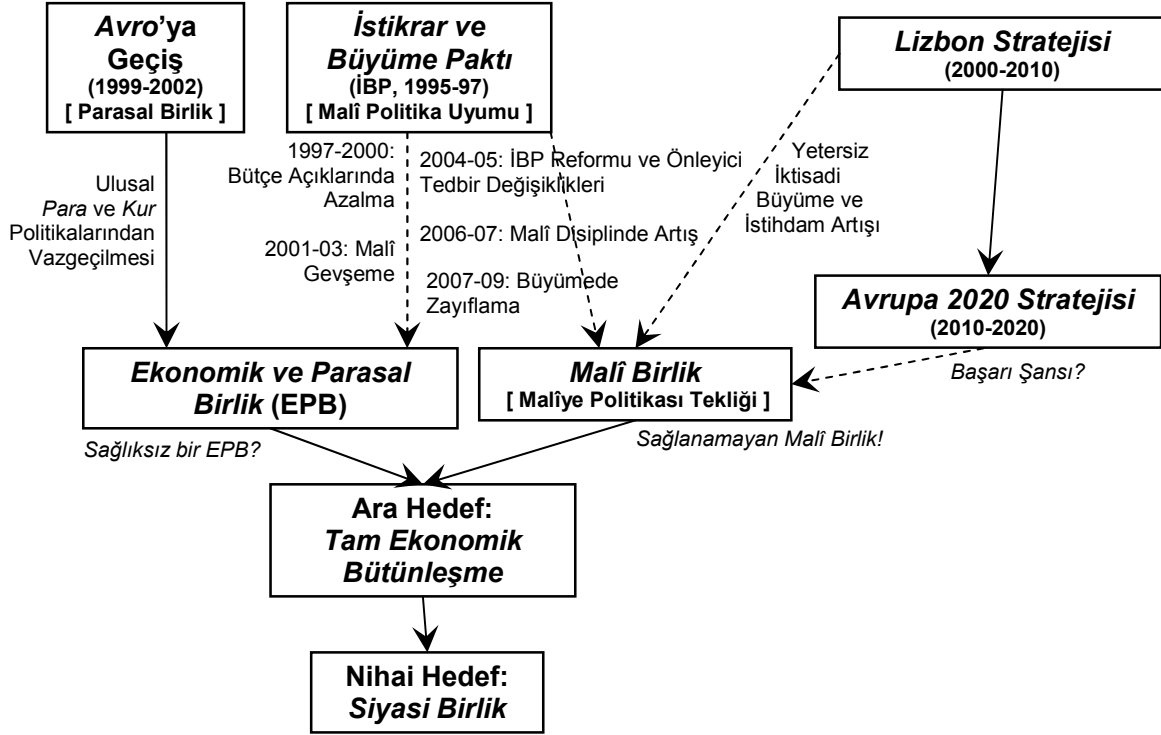 Avro’ya
Geçiş
(1999-2002)
[ Parasal Birlik ]
İstikrar ve
Büyüme Paktı
(İBP, 1995-97)
[ Malî Politika Uyumu ]
Lizbon Stratejisi
(2000-2010)
Ulusal
Para ve Kur
Politikalarından
Vazgeçilmesi
1997-2000:
Bütçe Açıklarında
Azalma
2001-03: Malî
Gevşeme
2004-05: İBP Reformu ve Önleyici
Tedbir Değişiklikleri
2006-07: Malî Disiplinde Artış
2007-09: Büyümede
Zayıflama
Yetersiz
İktisadi
Büyüme ve
İstihdam Artışı
Avrupa 2020 Stratejisi
(2010-2020)
Ekonomik ve Parasal
Birlik (EPB)
Malî Birlik
[ Malîye Politikası Tekliği ]
Başarı Şansı?
Sağlıksız bir EPB?
Sağlanamayan Malî Birlik!
Ara Hedef:
Tam Ekonomik
Bütünleşme
Nihai Hedef:
Siyasi Birlik